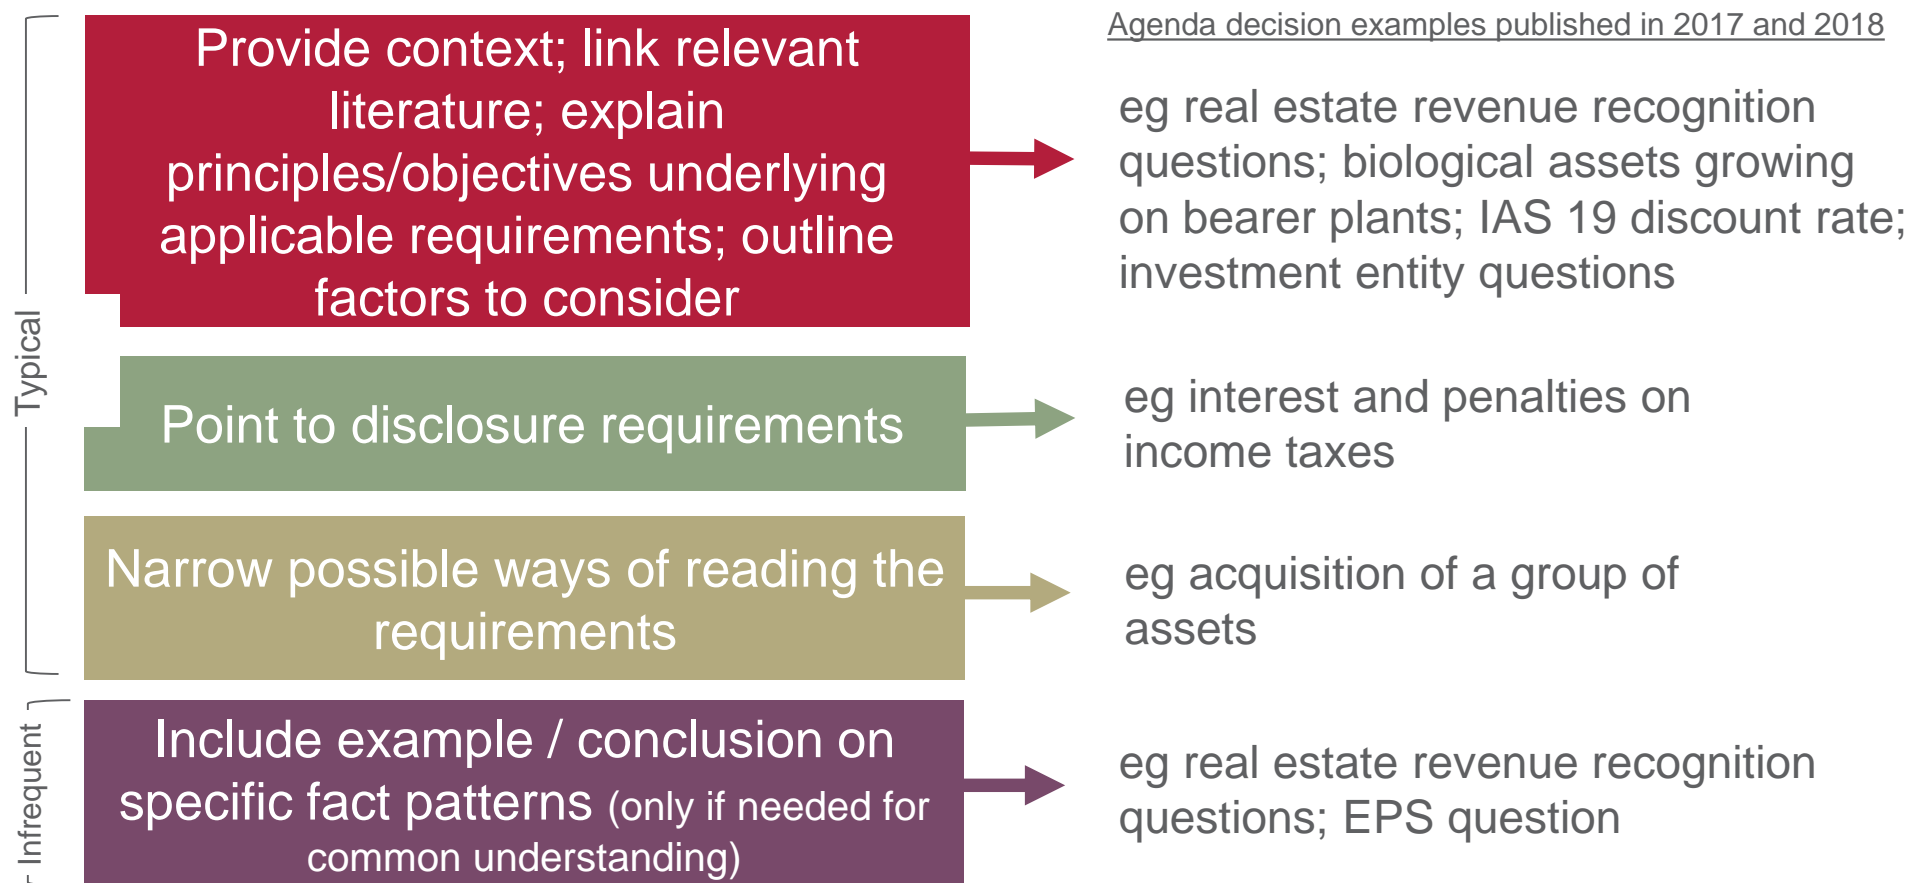 Agenda decision examples published in 2017 and 2018
Typical
Provide context; link relevant
literature; explain
principles/objectives underlying
applicable requirements; outline
factors to consider
eg real estate revenue recognition
questions; biological assets growing
on bearer plants; IAS 19 discount rate;
investment entity questions
Point to disclosure requirements
eg interest and penalties on
income taxes
Narrow possible ways of reading the
requirements
eg acquisition of a group of
assets
Infrequent
Include example / conclusion on
specific fact patterns (only if needed for
common understanding)
eg real estate revenue recognition
questions; EPS question